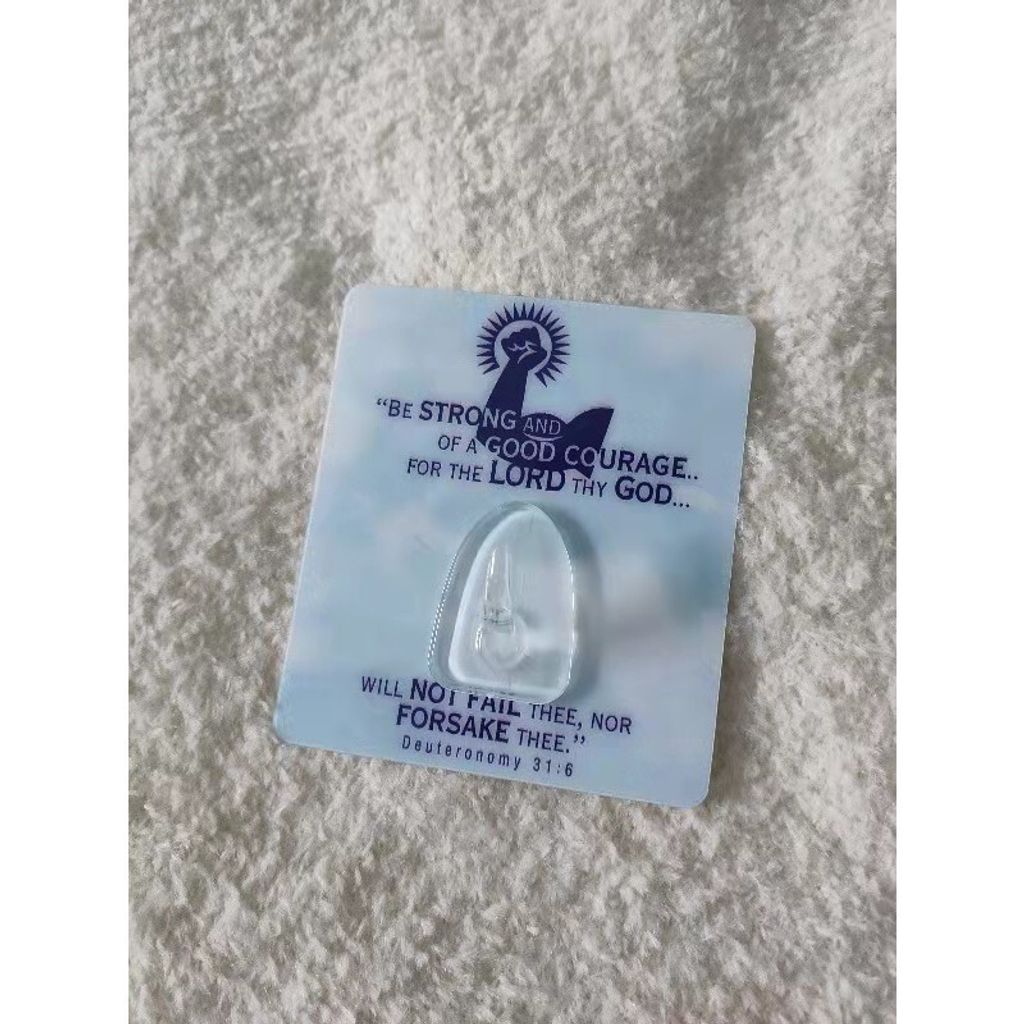 “BE STRONG AND
OF A GOOD COURAGE..
FOR THE LORD THY GOD...
WILL NOT FAIL THEE, NOR
FORSAKE THEE.”
Deuteronomy 31:6